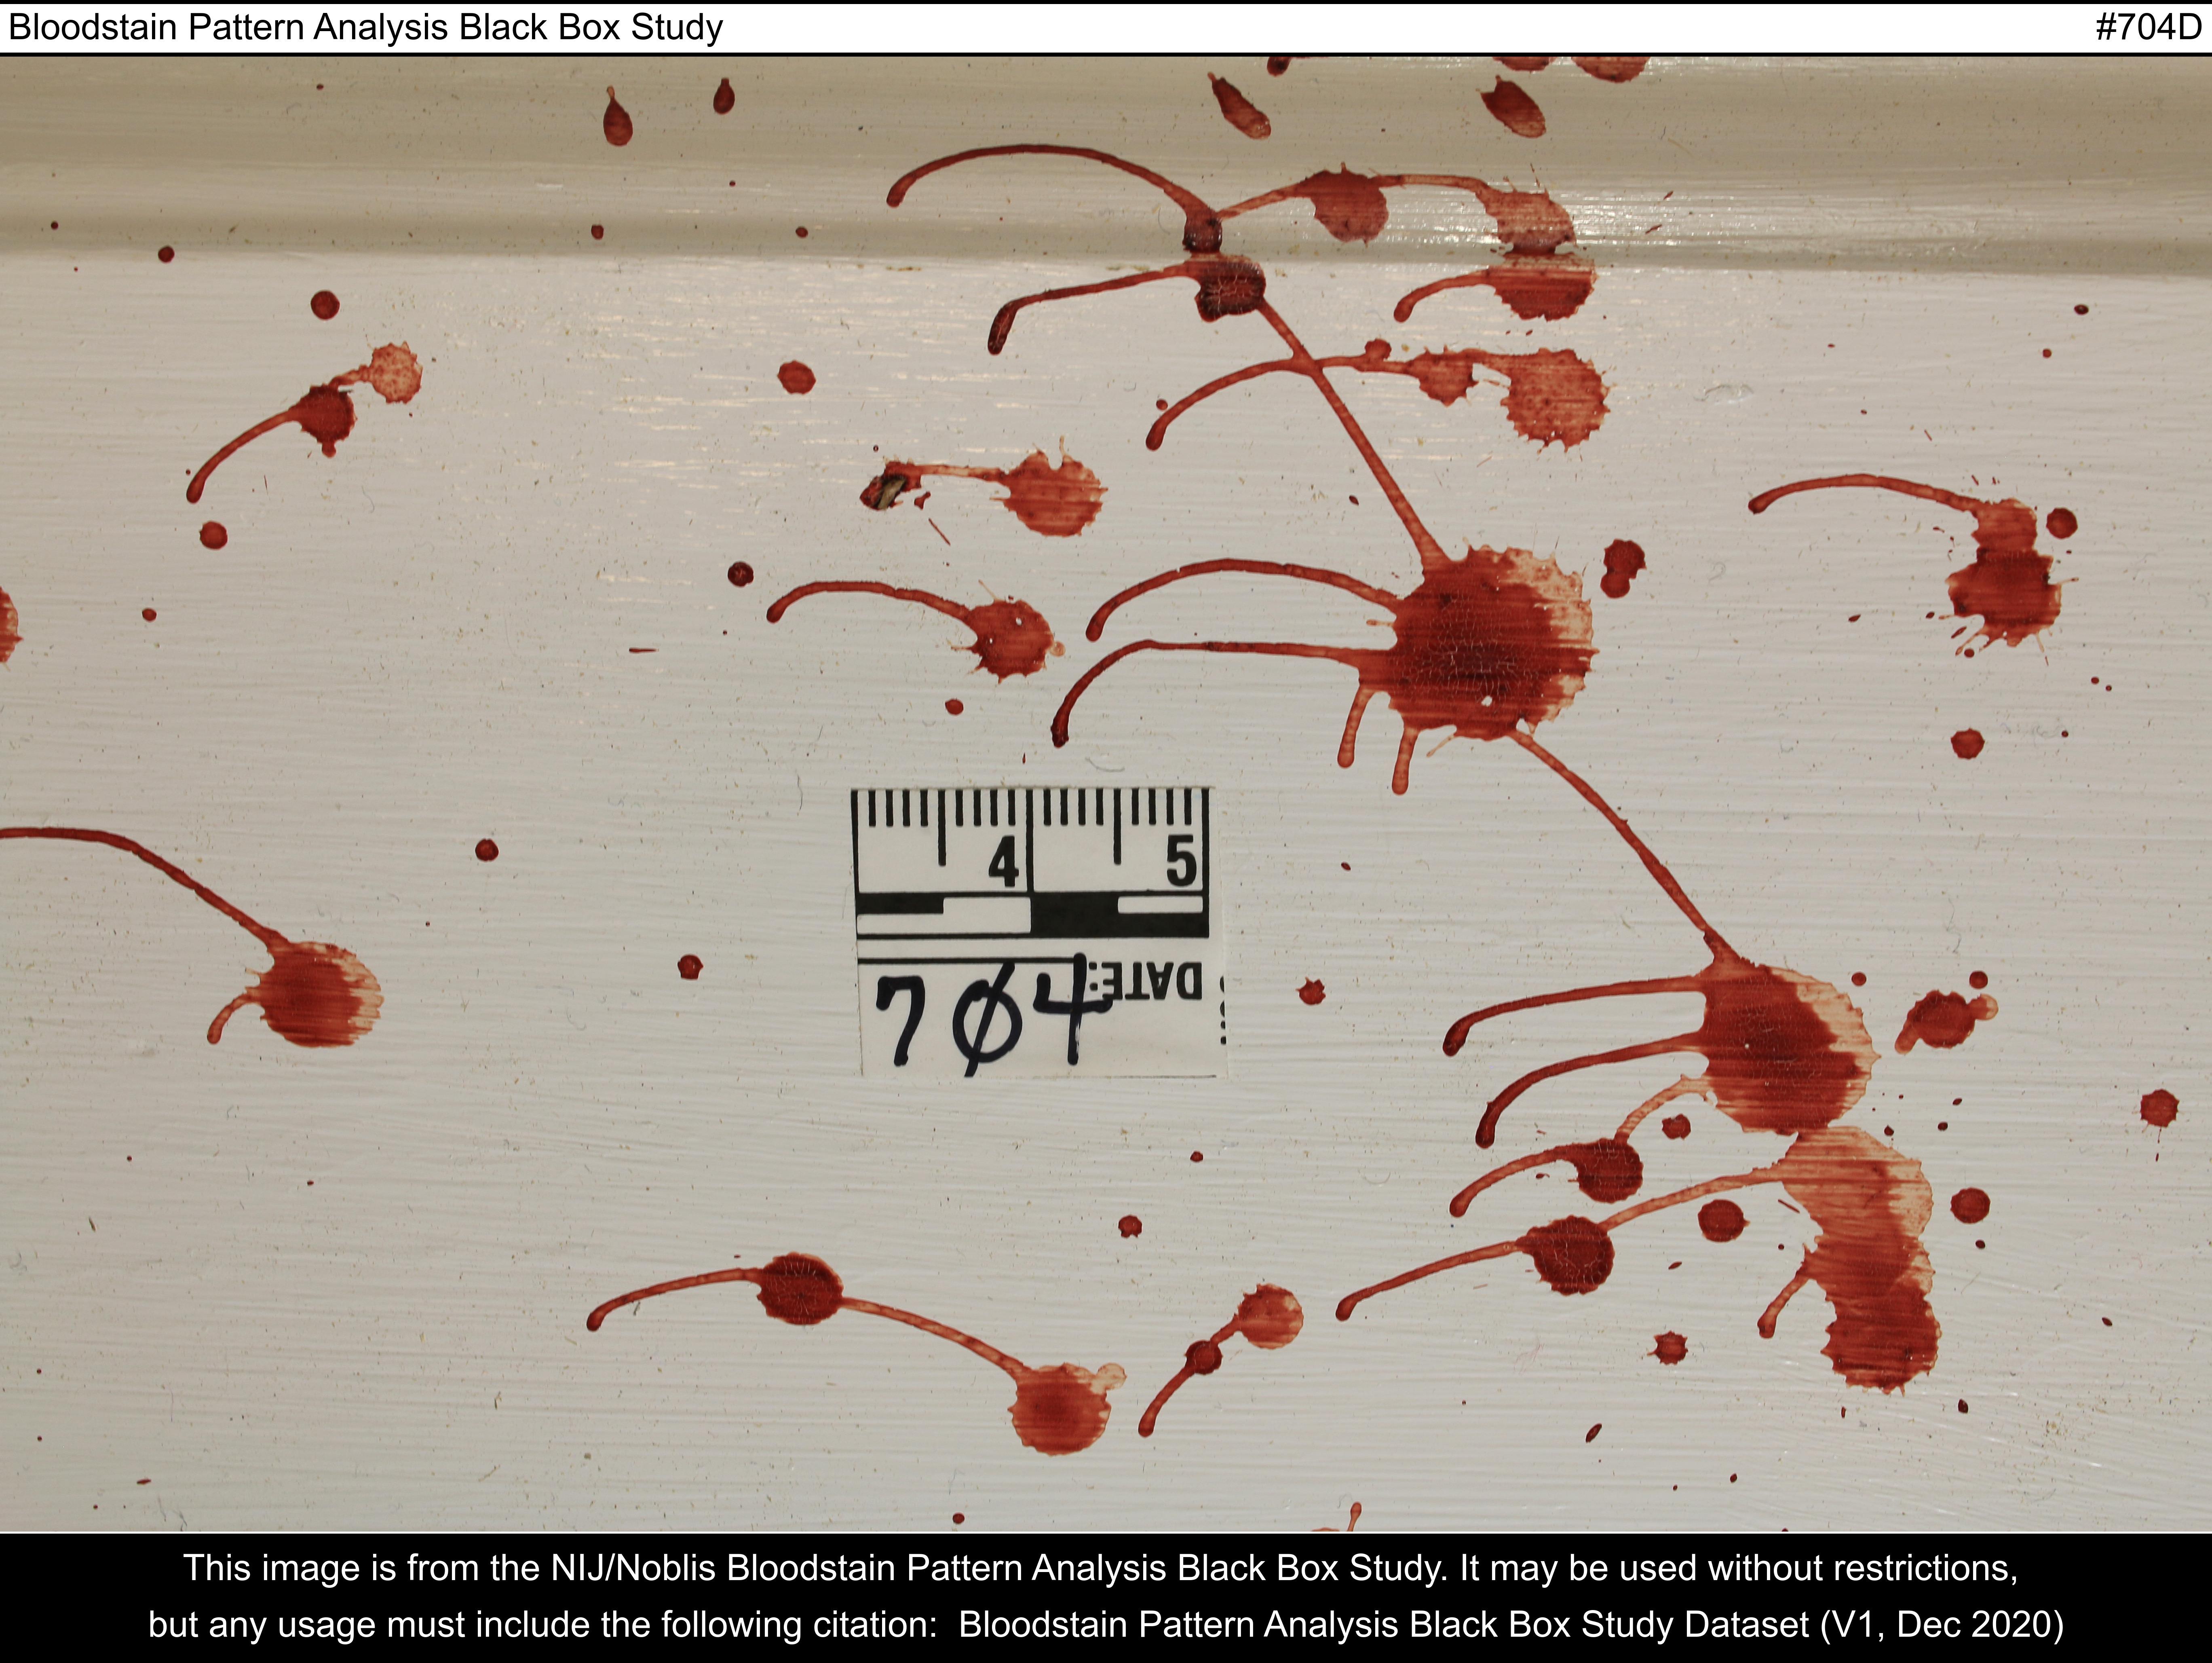 Bloodstain Pattern Analysis Black Box Study #704D
4 5
DATE:
7Ø4
This image is from the NIJ/Noblis Bloodstain Pattern Analysis Black Box Study. It may be used without restrictions,
but any usage must include the following citation: Bloodstain Pattern Analysis Black Box Study Dataset (V1, Dec 2020)